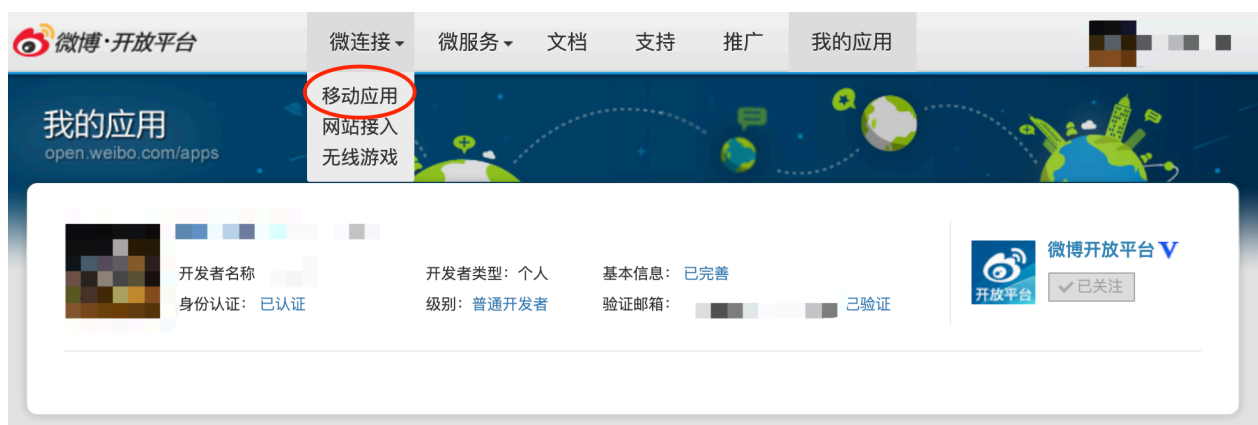 微博·开放平台 微连接 微服务 文档 支持 推广 我的应用
移动应用
网站接入
无线游戏
我的应用
open.weibo.com/apps
开发者名称 开发者类型：个人 基本信息：已完善
身份认证：已认证 级别：普通开发者 验证邮箱： 己验证
微博开放平台 V
已关注
开放平台